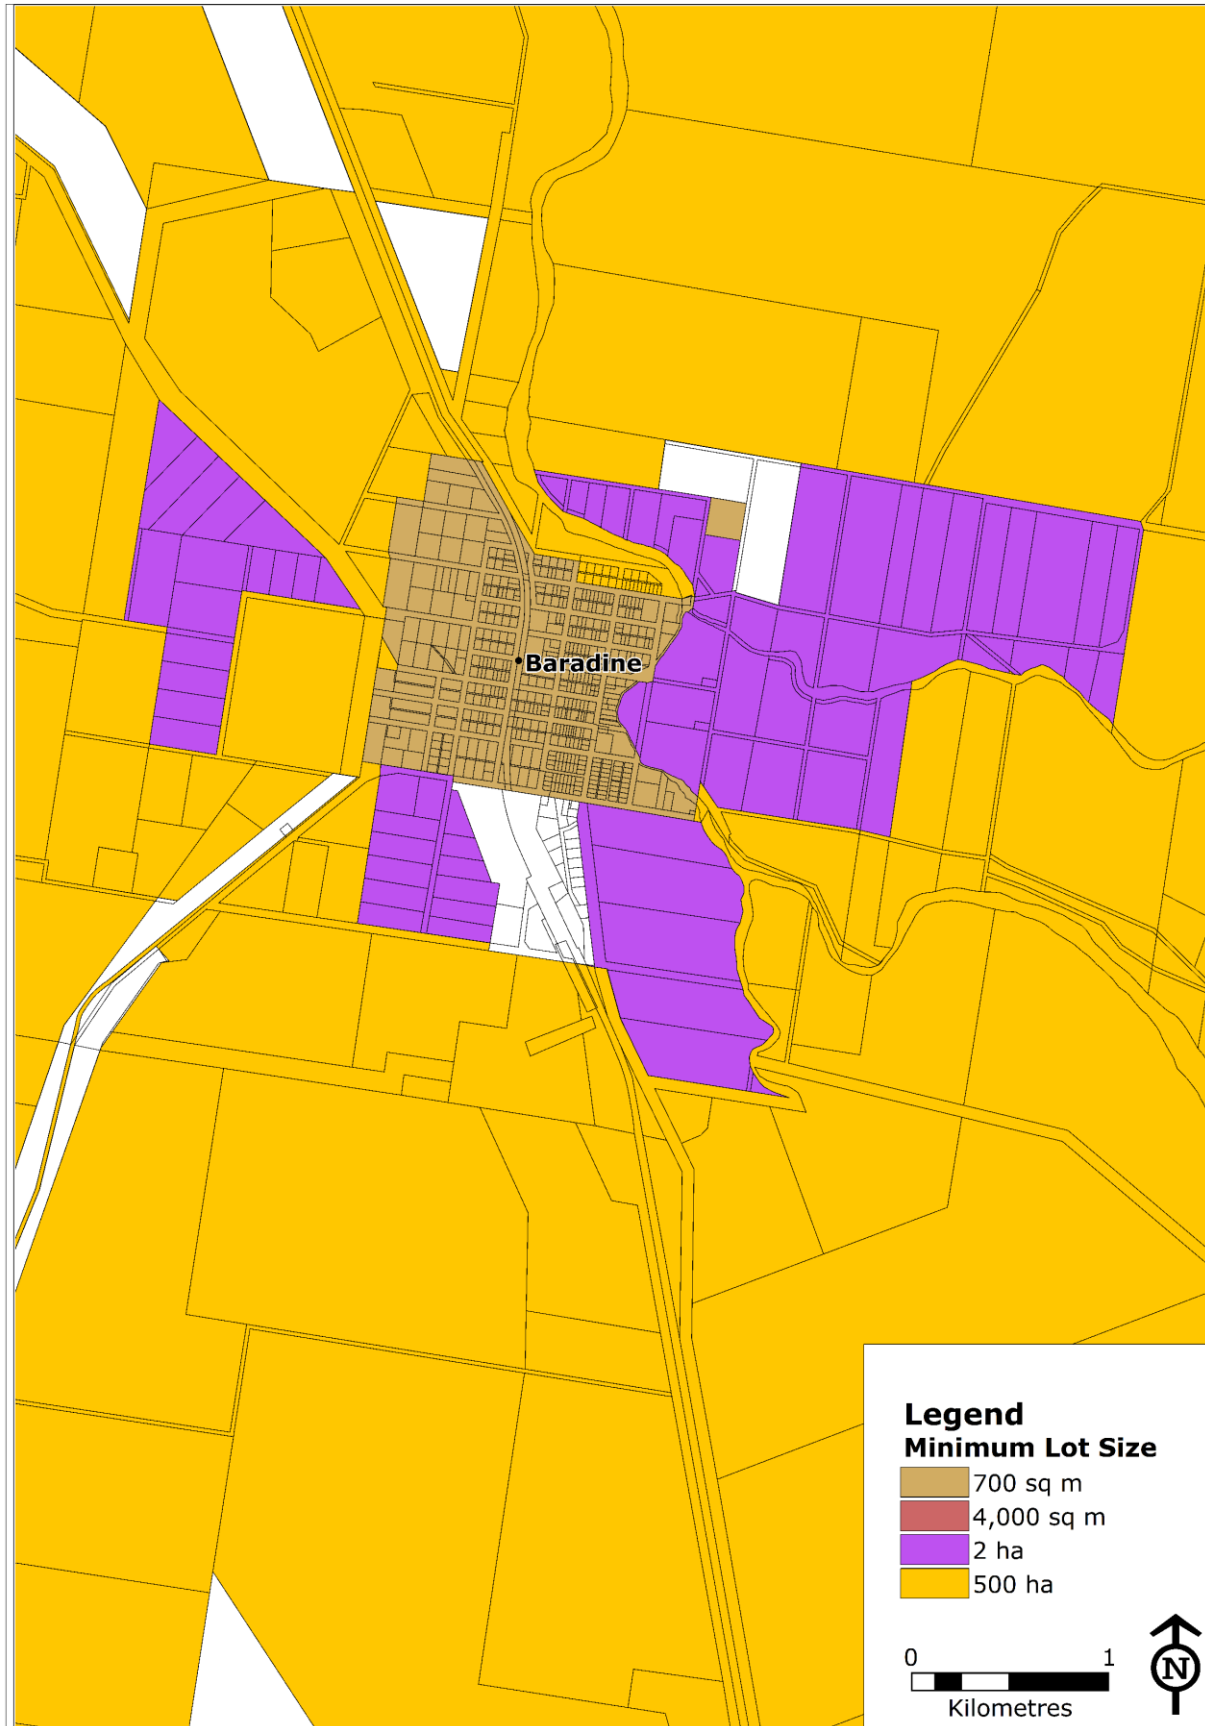 Baradine
Legend
Minimum Lot Size
700 sq m
4,000 sq m
2 ha
500 ha
0 1
Kilometres
N